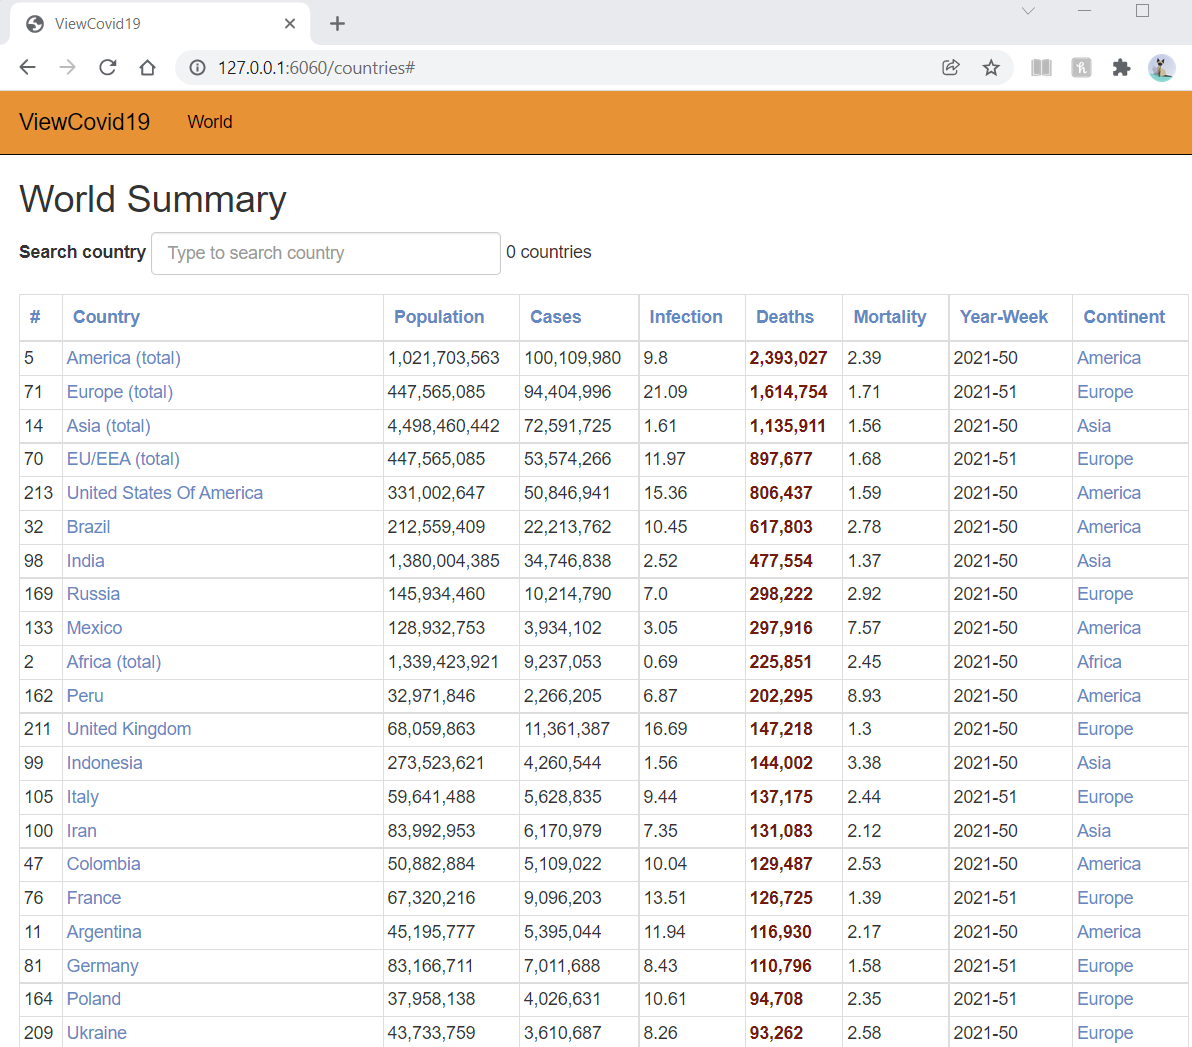 ViewCovid19
127.0.0.1:6060/countries#
ViewCovid19 World
World Summary
Search country Type to search country 0 countries
# Country Population Cases Infection Deaths Mortality Year-Week Continent
5 America (total) 1,021,703,563 100,109,980 9.8 2,393,027 2.39 2021-50 America
71 Europe (total) 447,565,085 94,404,996 21.09 1,614,754 1.71 2021-51 Europe
14 Asia (total) 4,498,460,442 72,591,725 1.61 1,135,911 1.56 2021-50 Asia
70 EU/EEA (total) 447,565,085 53,574,266 11.97 897,677 1.68 2021-51 Europe
213 United States Of America 331,002,647 50,846,941 15.36 806,437 1.59 2021-50 America
32 Brazil 212,559,409 22,213,762 10.45 617,803 2.78 2021-50 America
98 India 1,380,004,385 34,746,838 2.52 477,554 1.37 2021-50 Asia
169 Russia 145,934,460 10,214,790 7.0 298,222 2.92 2021-50 Europe
133 Mexico 128,932,753 3,934,102 3.05 297,916 7.57 2021-50 America
2 Africa (total) 1,339,423,921 9,237,053 0.69 225,851 2.45 2021-50 Africa
162 Peru 32,971,846 2,266,205 6.87 202,295 8.93 2021-50 America
211 United Kingdom 68,059,863 11,361,387 16.69 147,218 1.3 2021-50 Europe
99 Indonesia 273,523,621 4,260,544 1.56 144,002 3.38 2021-50 Asia
105 Italy 59,641,488 5,628,835 9.44 137,175 2.44 2021-51 Europe
100 Iran 83,992,953 6,170,979 7.35 131,083 2.12 2021-50 Asia
47 Colombia 50,882,884 5,109,022 10.04 129,487 2.53 2021-50 America
76 France 67,320,216 9,096,203 13.51 126,725 1.39 2021-51 Europe
11 Argentina 45,195,777 5,395,044 11.94 116,930 2.17 2021-50 America
81 Germany 83,166,711 7,011,688 8.43 110,796 1.58 2021-51 Europe
164 Poland 37,958,138 4,026,631 10.61 94,708 2.35 2021-51 Europe
209 Ukraine 43,733,759 3,610,687 8.26 93,262 2.58 2021-50 Europe